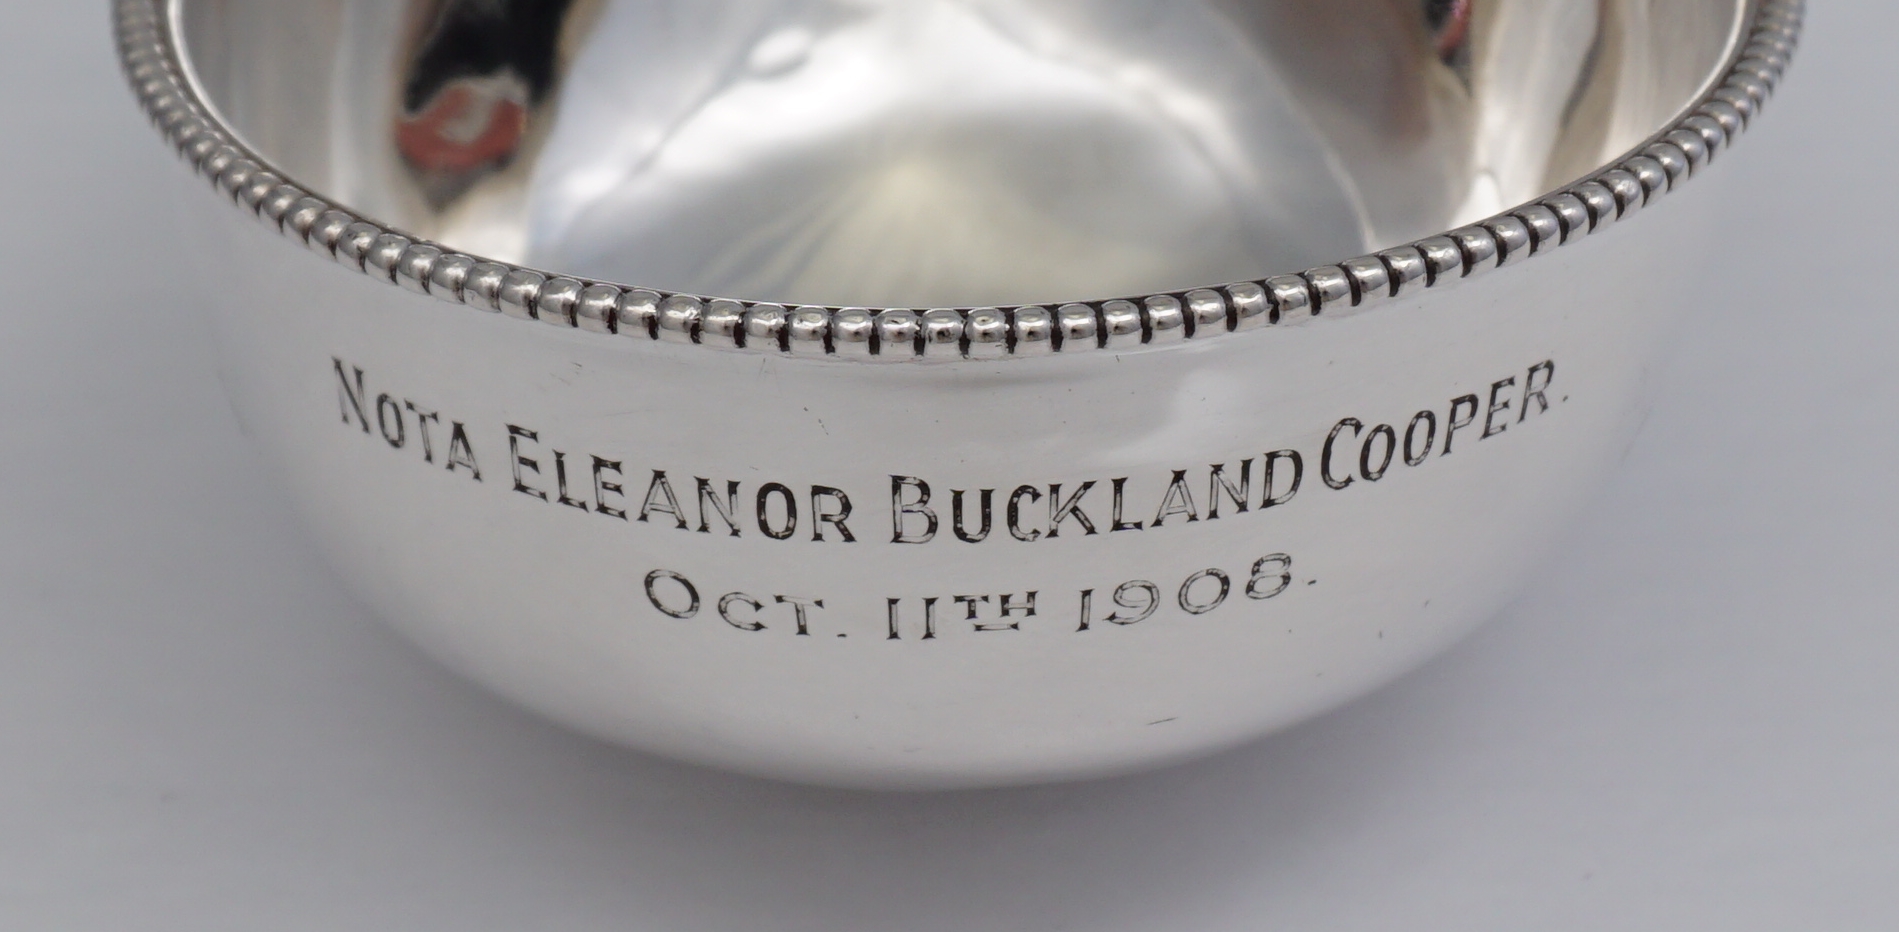 NOTA ELEANOR BUCKLAND COOPER.
OCT. 11TH 1908.